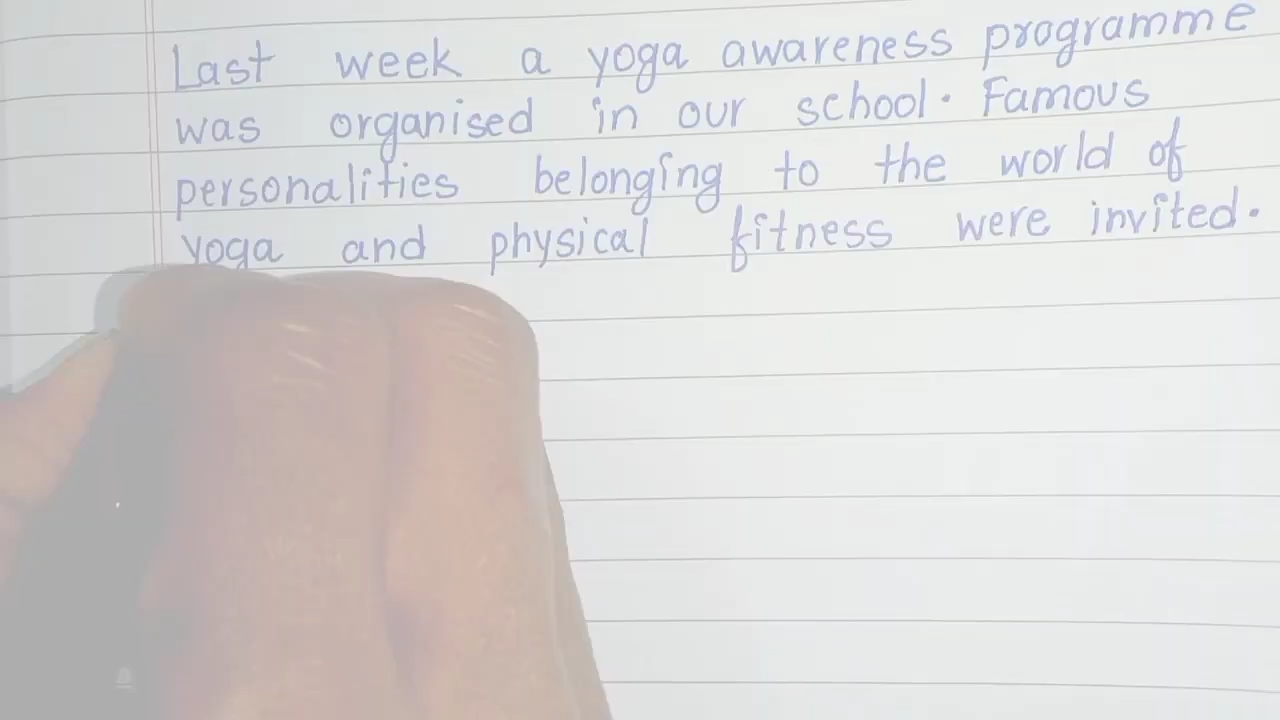 Last week a yoga awareness programme
was organised in our school. Famous
personalities belonging to the world of
yoga and physical fitness were invited.